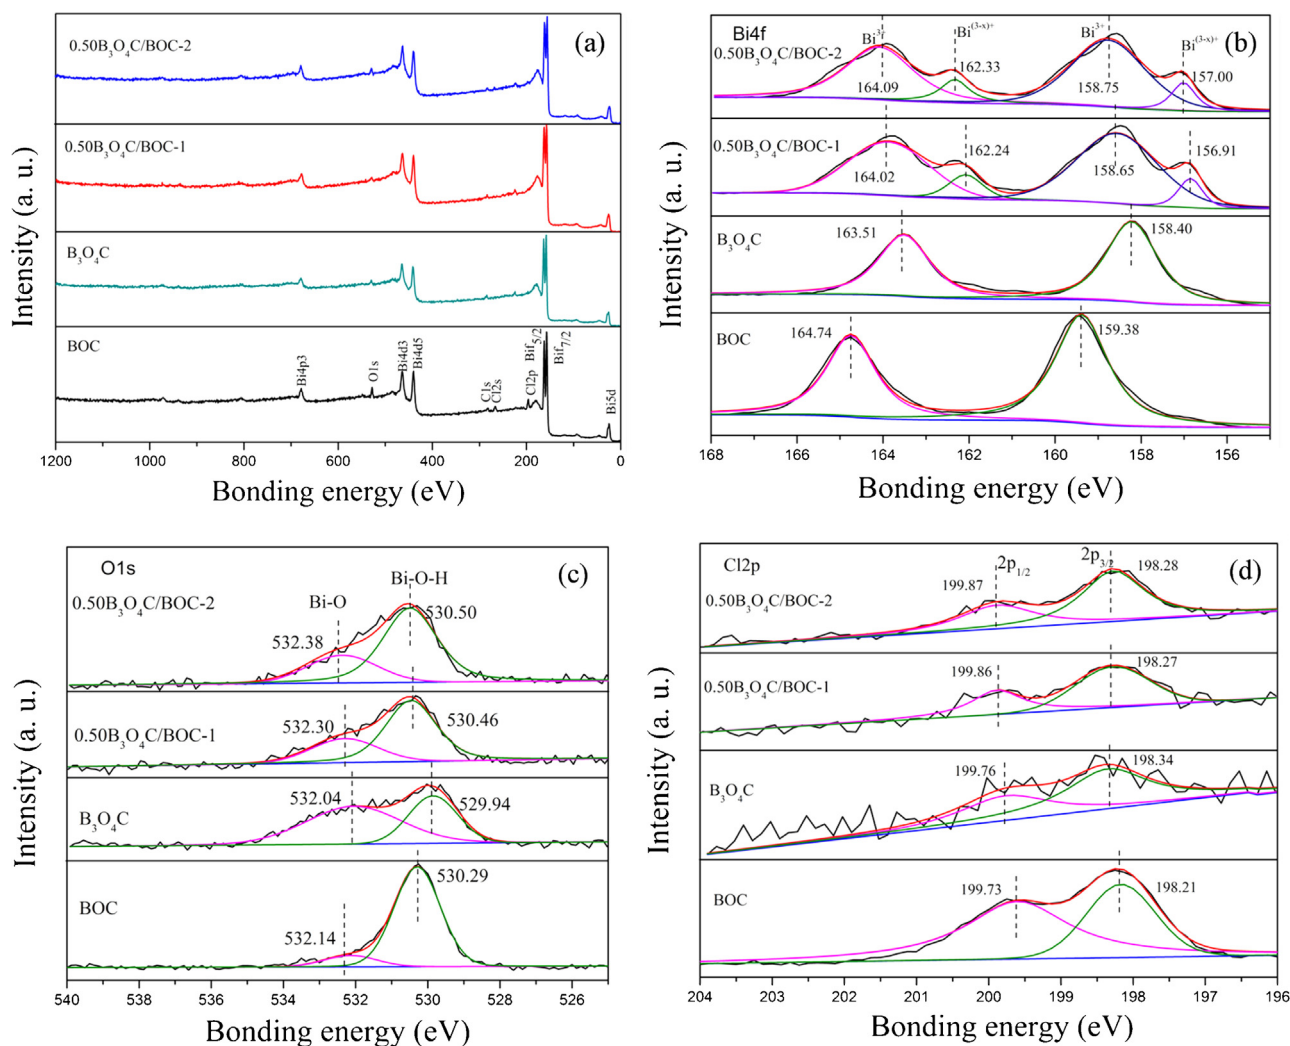 (a)
0.50B₃O₄C/BOC-2
0.50B₃O₄C/BOC-1
B₃O₄C
BOC
Bi4p3
O1s
Bi4d3
Bi4d5
C1s
Cl2s
Cl2p
Bif₅/₂
Bif₇/₂
Bi5d
Intensity (a. u.)
1200 1000 800 600 400 200 0
Bonding energy (eV)
Bi4f
(b)
Bi³⁺ Bi⁽³⁻ˣ⁾⁺ Bi³⁺ Bi⁽³⁻ˣ⁾⁺
0.50B₃O₄C/BOC-2
164.09 162.33 158.75 157.00
0.50B₃O₄C/BOC-1
164.02 162.24 158.65 156.91
B₃O₄C
163.51 158.40
BOC
164.74 159.38
Intensity (a. u.)
168 166 164 162 160 158 156
Bonding energy (eV)
O1s
(c)
Bi-O Bi-O-H
0.50B₃O₄C/BOC-2
532.38 530.50
0.50B₃O₄C/BOC-1
532.30 530.46
B₃O₄C
532.04 529.94
BOC
532.14 530.29
Intensity (a. u.)
540 538 536 534 532 530 528 526
Bonding energy (eV)
Cl2p
(d)
2p₁/₂ 2p₃/₂
0.50B₃O₄C/BOC-2
199.87 198.28
0.50B₃O₄C/BOC-1
199.86 198.27
B₃O₄C
199.76 198.34
BOC
199.73 198.21
Intensity (a. u.)
204 203 202 201 200 199 198 197 196
Bonding energy (eV)